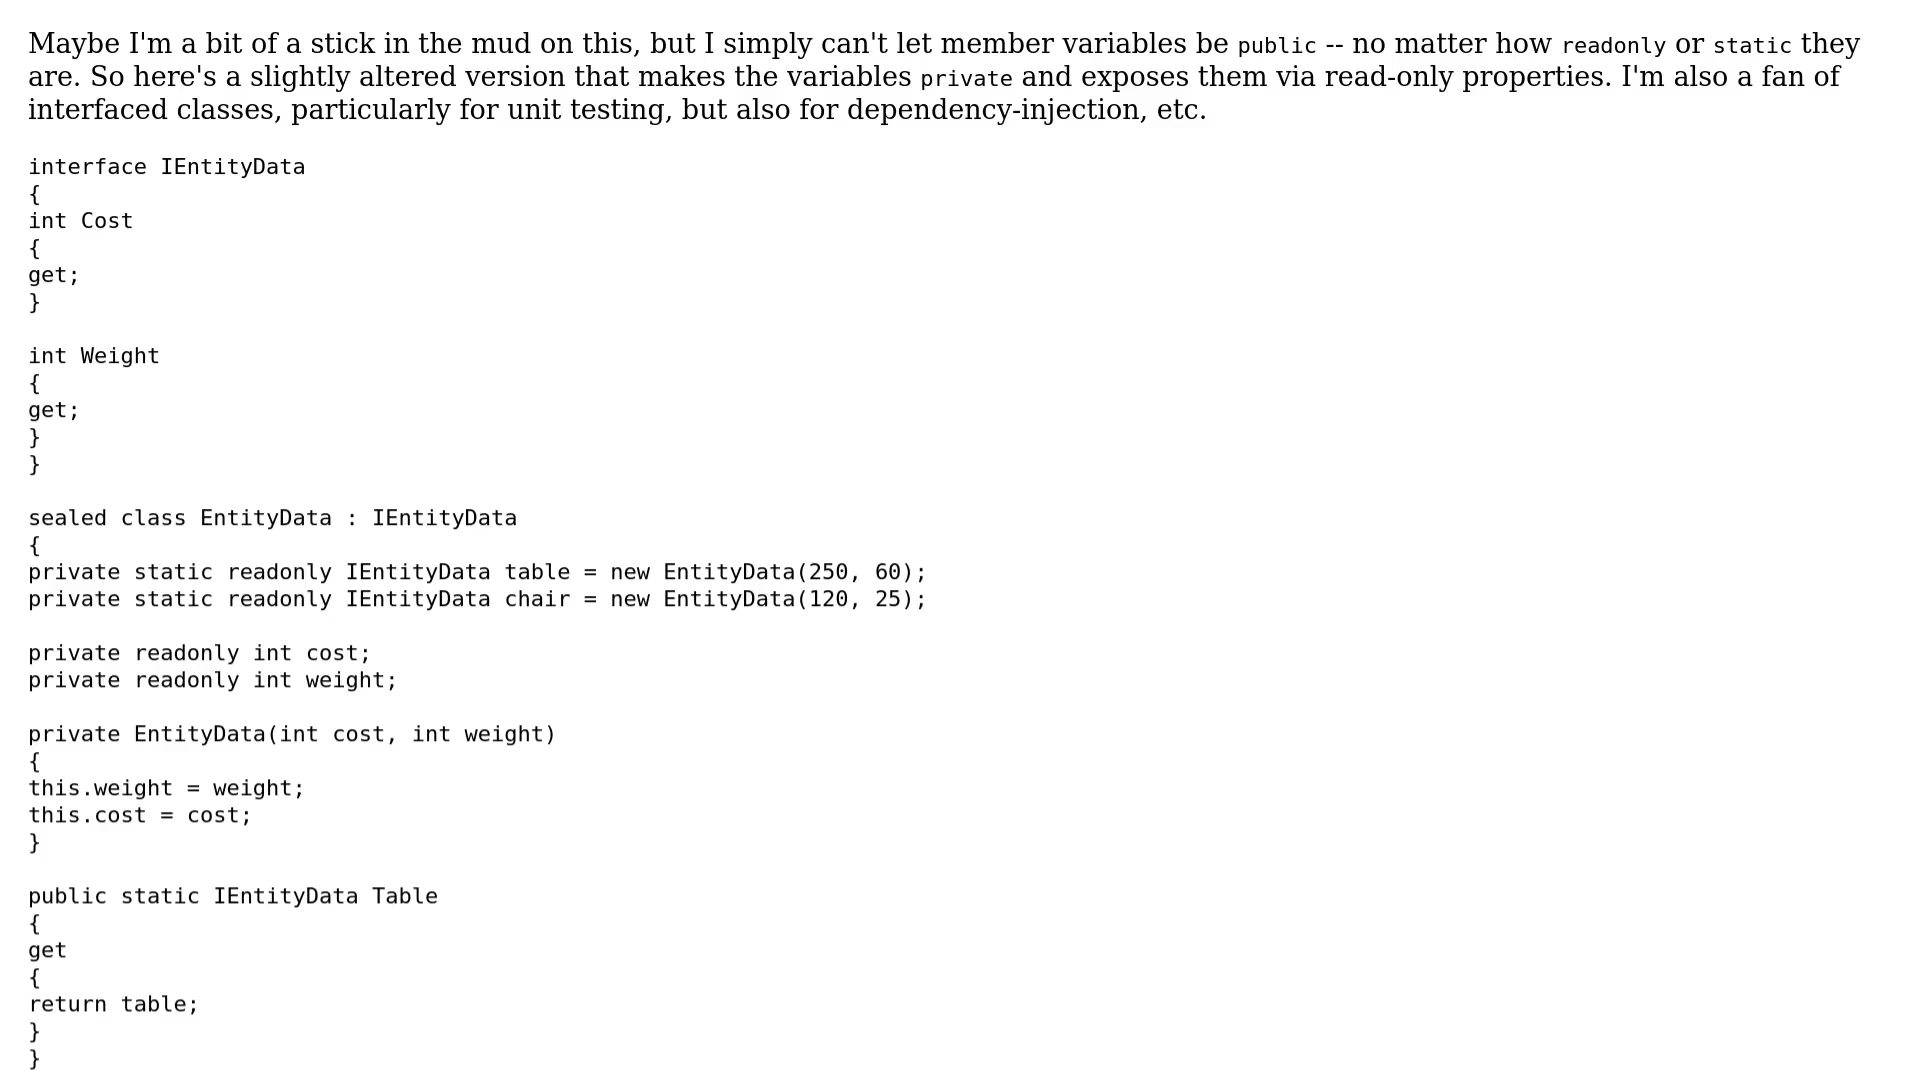 Maybe I'm a bit of a stick in the mud on this, but I simply can't let member variables be public -- no matter how readonly or static they
are. So here's a slightly altered version that makes the variables private and exposes them via read-only properties. I'm also a fan of
interfaced classes, particularly for unit testing, but also for dependency-injection, etc.
interface IEntityData
{
int Cost
{
get;
}
int Weight
{
get;
}
}
sealed class EntityData : IEntityData
{
private static readonly IEntityData table = new EntityData(250, 60);
private static readonly IEntityData chair = new EntityData(120, 25);
private readonly int cost;
private readonly int weight;
private EntityData(int cost, int weight)
{
this.weight = weight;
this.cost = cost;
}
public static IEntityData Table
{
get
{
return table;
}
}